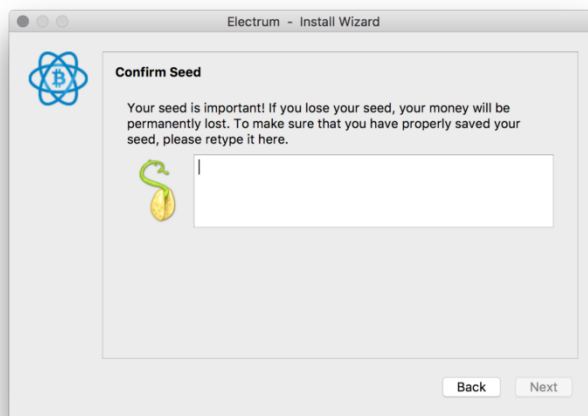 Electrum - Install Wizard
Confirm Seed
Your seed is important! If you lose your seed, your money will be
permanently lost. To make sure that you have properly saved your
seed, please retype it here.
Back
Next